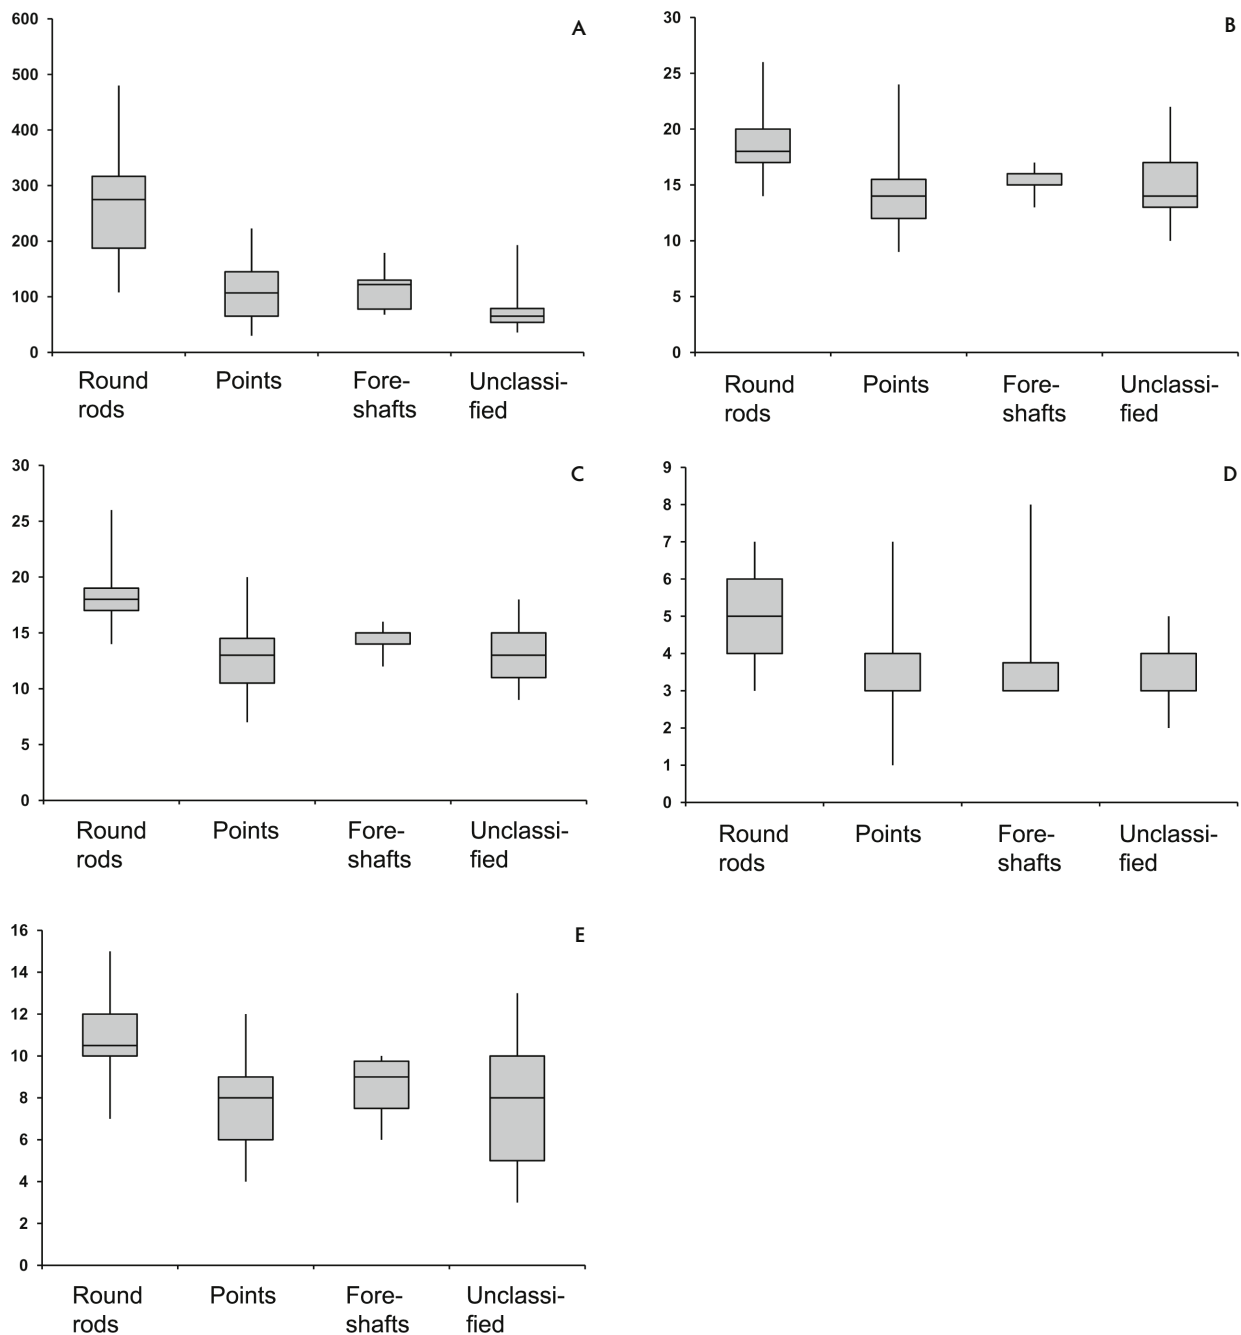 A
600
500
400
300
200
100
0
Round rods
Points
Fore-shafts
Unclassi-fied
B
30
25
20
15
10
5
0
Round rods
Points
Fore-shafts
Unclassi-fied
C
30
25
20
15
10
5
0
Round rods
Points
Fore-shafts
Unclassi-fied
D
9
8
7
6
5
4
3
2
1
0
Round rods
Points
Fore-shafts
Unclassi-fied
E
16
14
12
10
8
6
4
2
0
Round rods
Points
Fore-shafts
Unclassi-fied